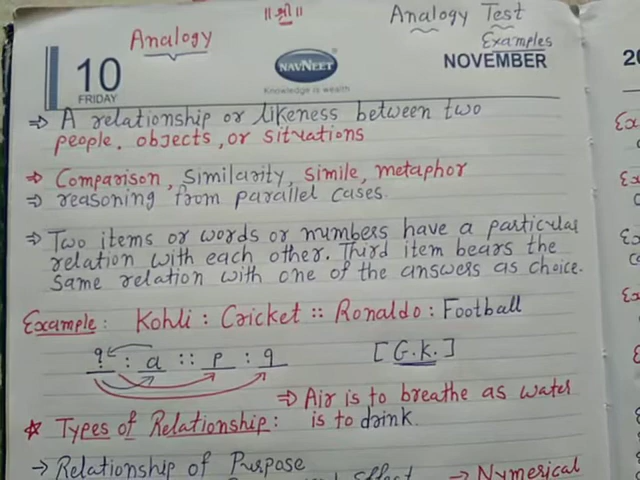 ॥ श्री ॥
Analogy Test
Examples
Analogy
10
FRIDAY
NAVNEET
Knowledge is wealth
NOVEMBER
20
⇒ A relationship or likeness between two
people, objects, or situations
⇒ Comparison, similarity, simile, metaphor
⇒ reasoning from parallel cases.
⇒ Two items or words or numbers have a particular
relation with each other. Third item bears the
same relation with one of the answers as choice.
Example: Kohli : Cricket :: Ronaldo : Football
? : a :: p : q [G.K.]
⇒ Air is to breathe as water
is to drink.
* Types of Relationship:
→ Relationship of Purpose
→ Numerical